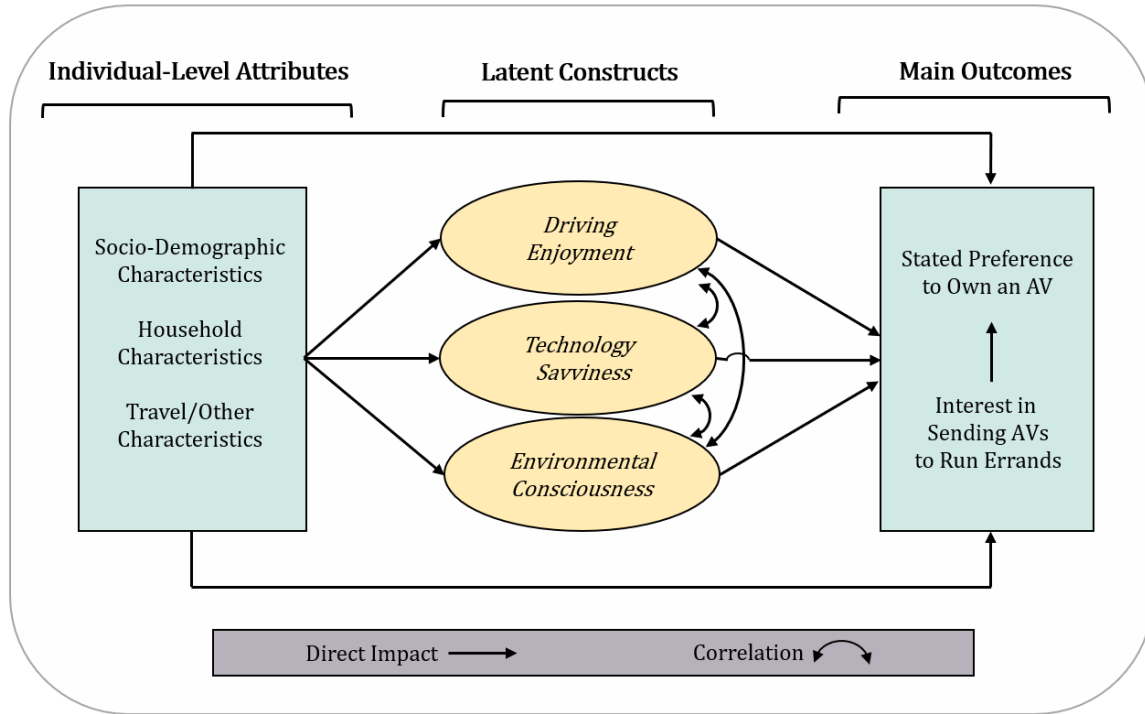 Individual-Level Attributes
Latent Constructs
Main Outcomes
Socio-Demographic
Characteristics
Household
Characteristics
Travel/Other
Characteristics
Driving
Enjoyment
Technology
Savviness
Environmental
Consciousness
Stated Preference
to Own an AV
Interest in
Sending AVs
to Run Errands
Direct Impact
Correlation